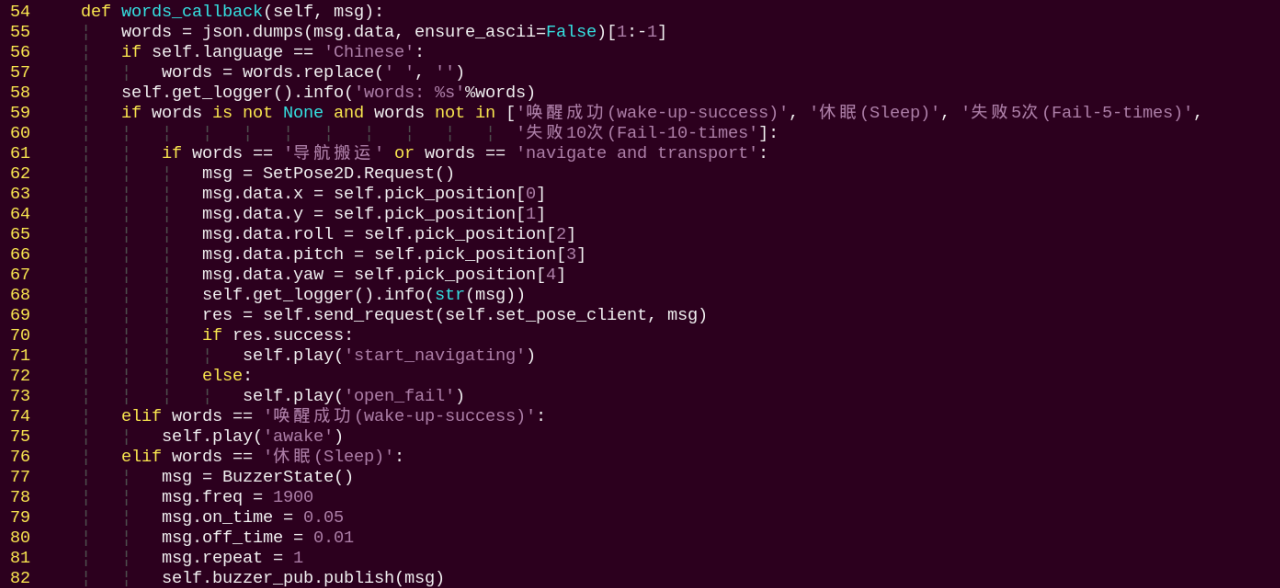 54     def words_callback(self, msg):
55         words = json.dumps(msg.data, ensure_ascii=False)[1:-1]
56         if self.language == 'Chinese':
57             words = words.replace(' ', '')
58         self.get_logger().info('words: %s'%words)
59         if words is not None and words not in ['唤醒成功(wake-up-success)', '休眠(Sleep)', '失败5次(Fail-5-times)',
60                                                '失败10次(Fail-10-times']:
61             if words == '导航搬运' or words == 'navigate and transport':
62                 msg = SetPose2D.Request()
63                 msg.data.x = self.pick_position[0]
64                 msg.data.y = self.pick_position[1]
65                 msg.data.roll = self.pick_position[2]
66                 msg.data.pitch = self.pick_position[3]
67                 msg.data.yaw = self.pick_position[4]
68                 self.get_logger().info(str(msg))
69                 res = self.send_request(self.set_pose_client, msg)
70                 if res.success:
71                     self.play('start_navigating')
72                 else:
73                     self.play('open_fail')
74         elif words == '唤醒成功(wake-up-success)':
75             self.play('awake')
76         elif words == '休眠(Sleep)':
77             msg = BuzzerState()
78             msg.freq = 1900
79             msg.on_time = 0.05
80             msg.off_time = 0.01
81             msg.repeat = 1
82             self.buzzer_pub.publish(msg)